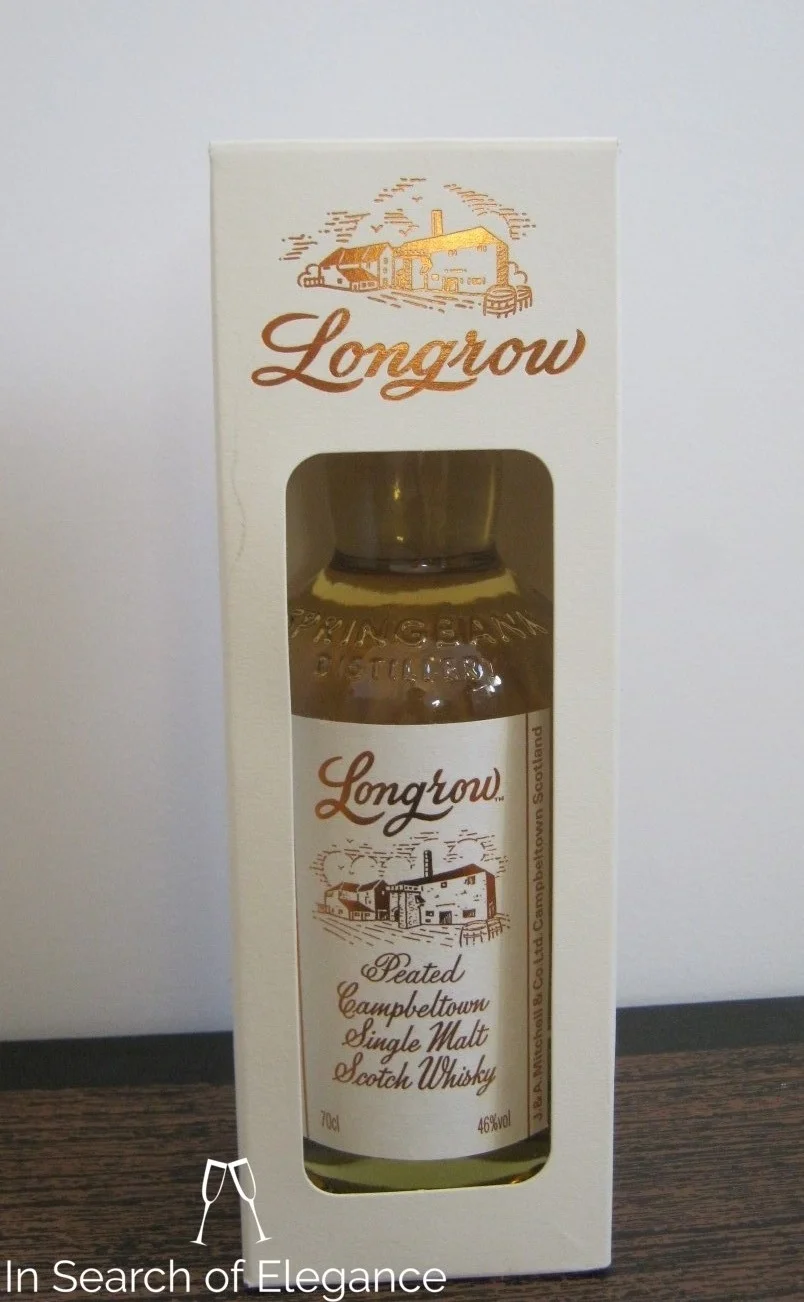 Longrow
SPRINGBANK
DISTILLERY
Longrow™
Peated
Campbeltown
Single Malt
Scotch Whisky
70cl
46%vol
J.&A.Mitchell & Co.Ltd.Campbeltown Scotland
In Search of Elegance